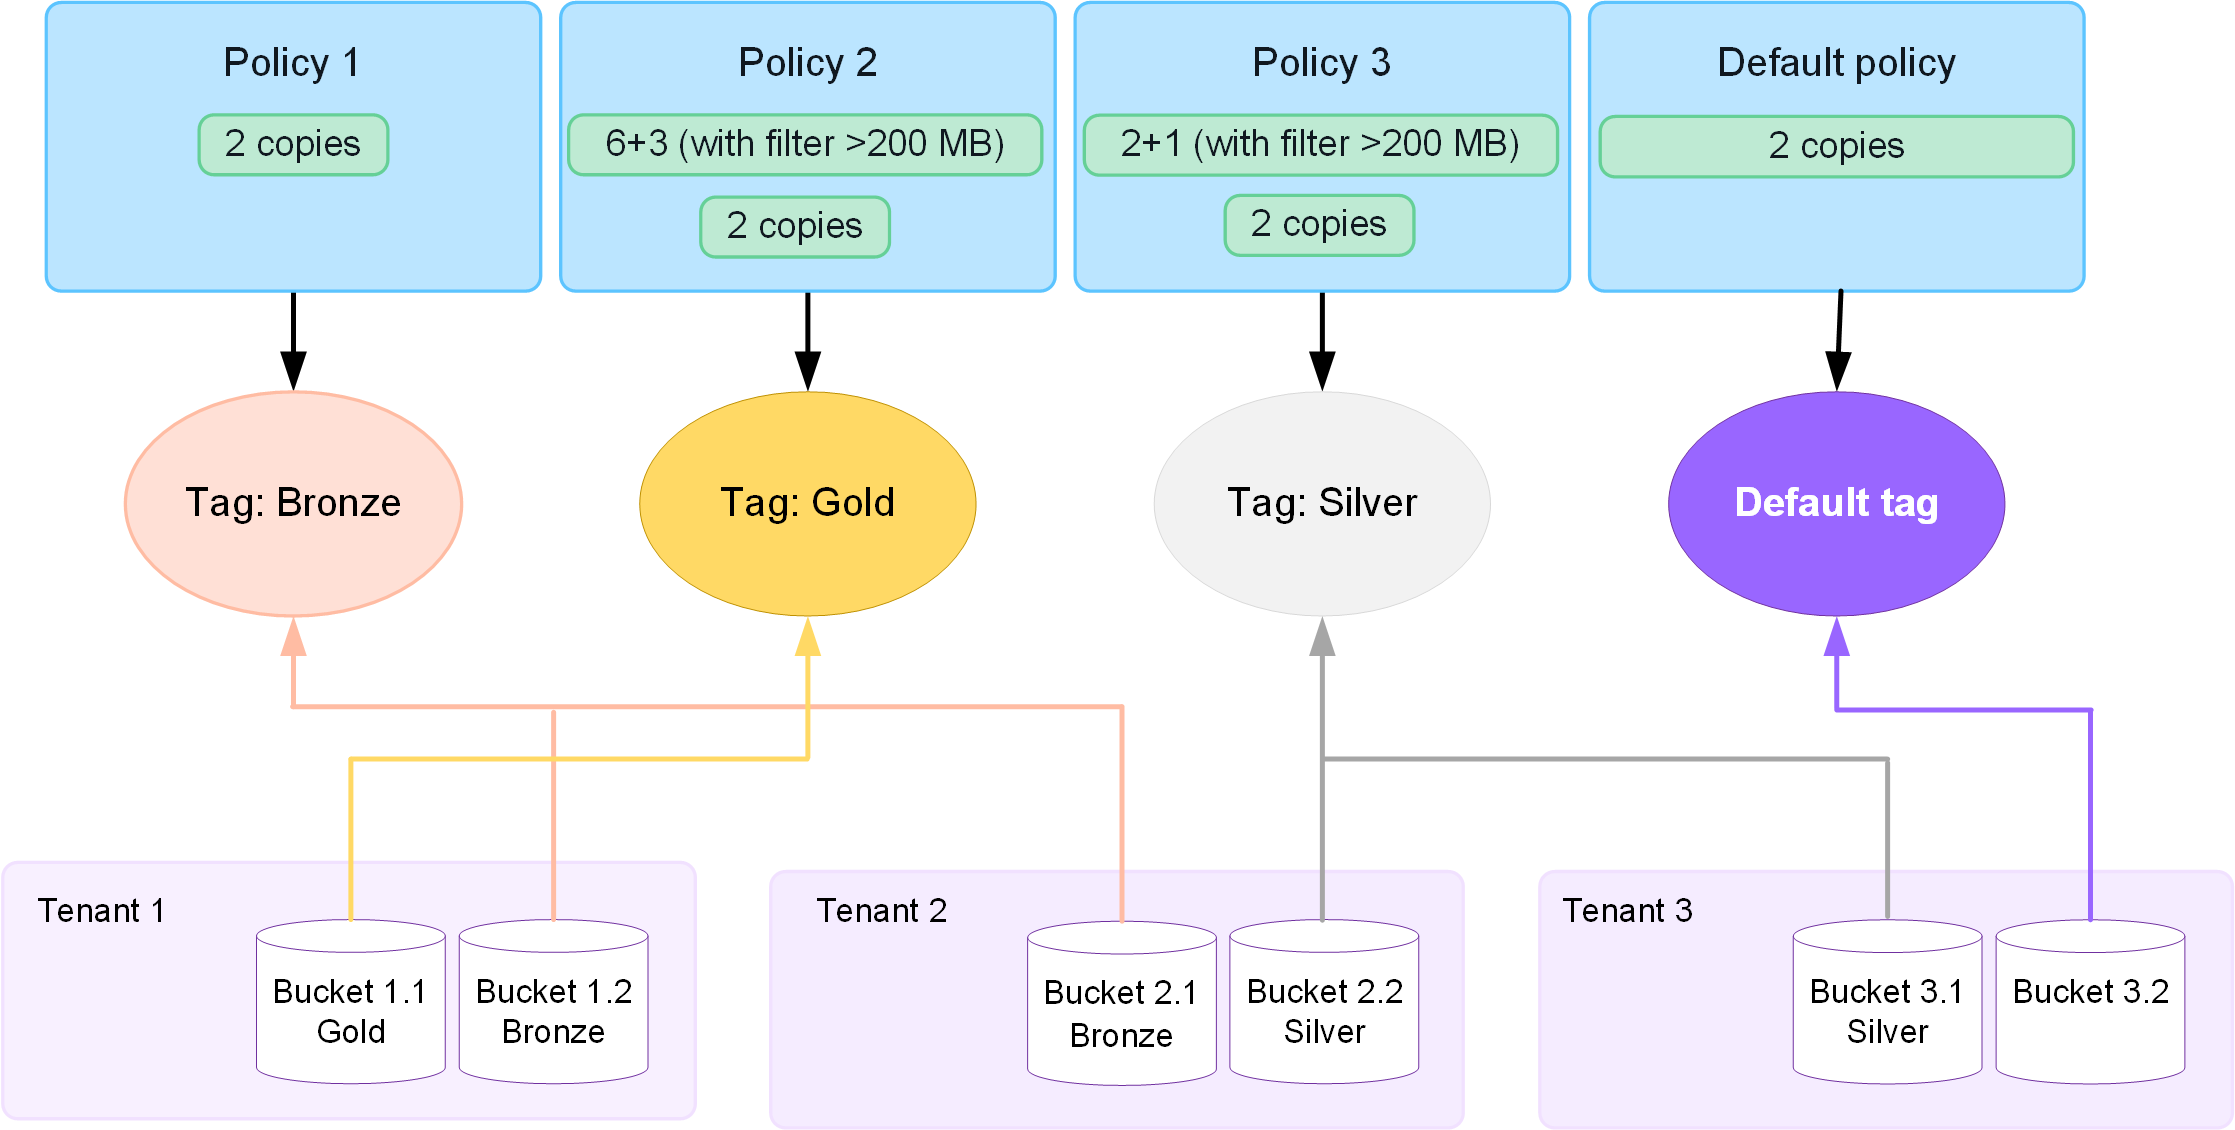 Policy 1
2 copies
Policy 2
6+3 (with filter >200 MB)
2 copies
Policy 3
2+1 (with filter >200 MB)
2 copies
Default policy
2 copies
Tag: Bronze
Tag: Gold
Tag: Silver
Default tag
Tenant 1
Bucket 1.1
Gold
Bucket 1.2
Bronze
Tenant 2
Bucket 2.1
Bronze
Bucket 2.2
Silver
Tenant 3
Bucket 3.1
Silver
Bucket 3.2